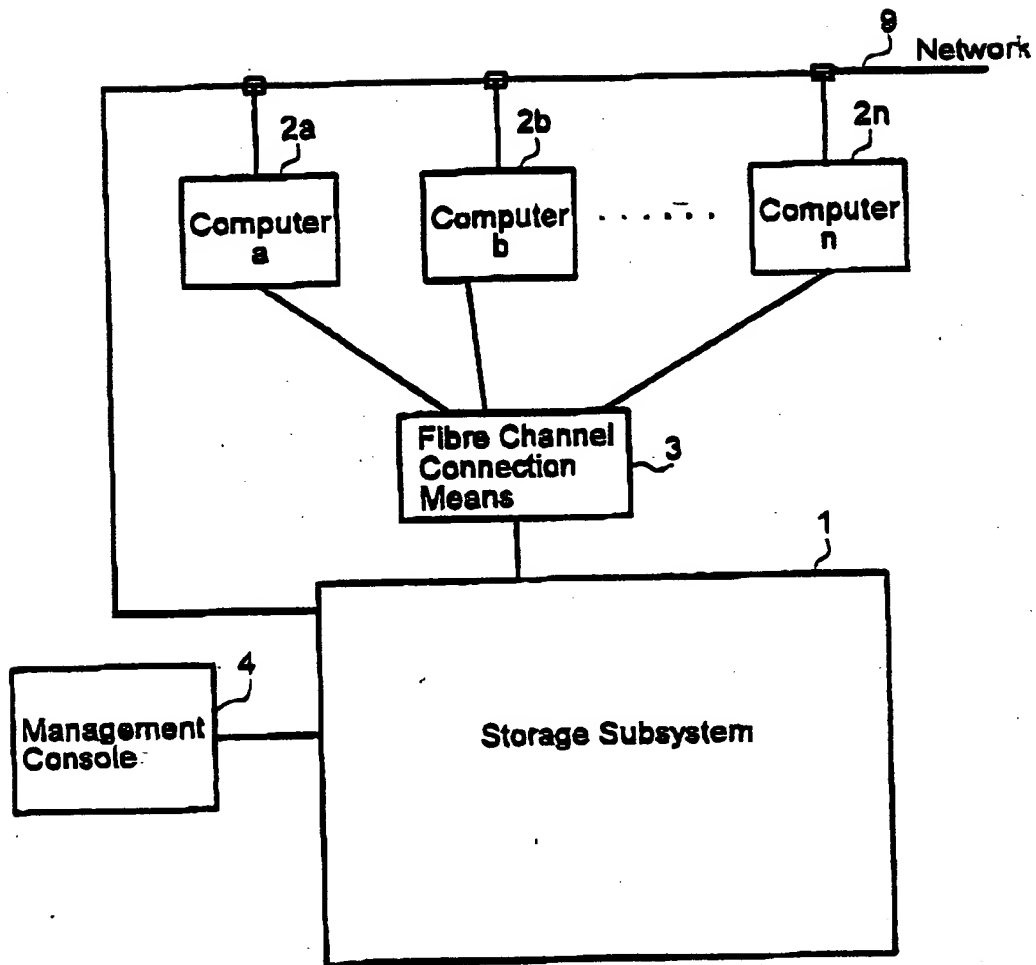 9
Network
2a
2b
2n
Computer
a
Computer
b
. . . . . .
Computer
n
Fibre Channel
Connection
Means
3
1
4
Management
Console
Storage Subsystem